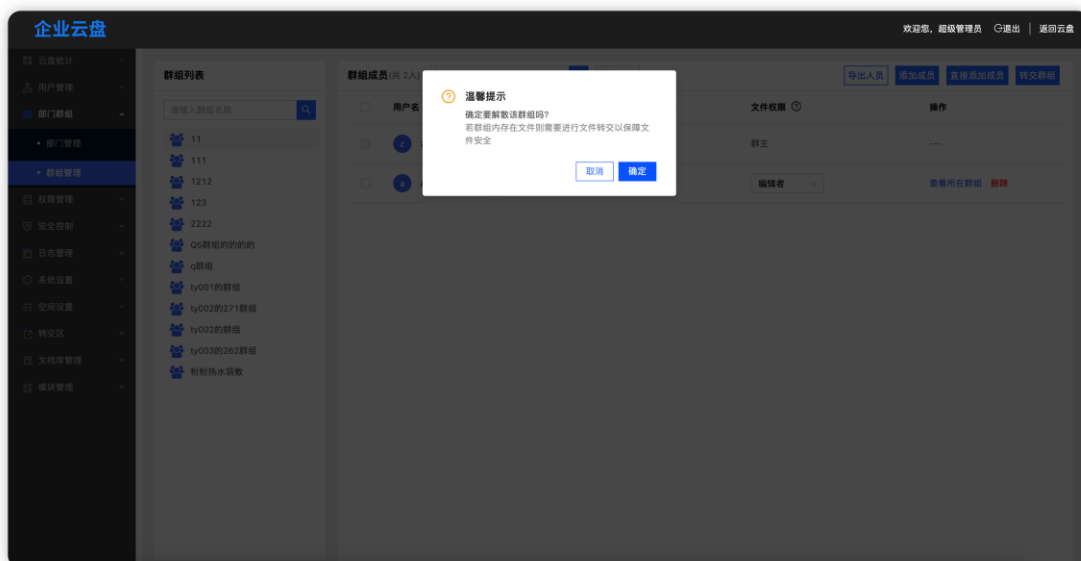 企业云盘
欢迎您，超级管理员 退出 | 返回云盘
云盘统计
用户管理
部门群组
部门管理
群组管理
权限管理
安全控制
日志管理
系统设置
空间设置
转交区
文档库管理
模块管理
群组列表
请输入群组名称
11
111
1212
123
2222
QS群组的的的的
q群组
ty001的群组
ty002的271群组
ty002的群组
ty003的262群组
粉粉热水袋散
群组成员(共 2人)
导出人员 添加成员 直接添加成员 转交群组
用户名 文件权限 操作
z 群主 ---
a 编辑者 查看所在群组 删除
温馨提示
确定要解散该群组吗?
若群组内存在文件则需要进行文件转交以保障文
件安全
取消 确定